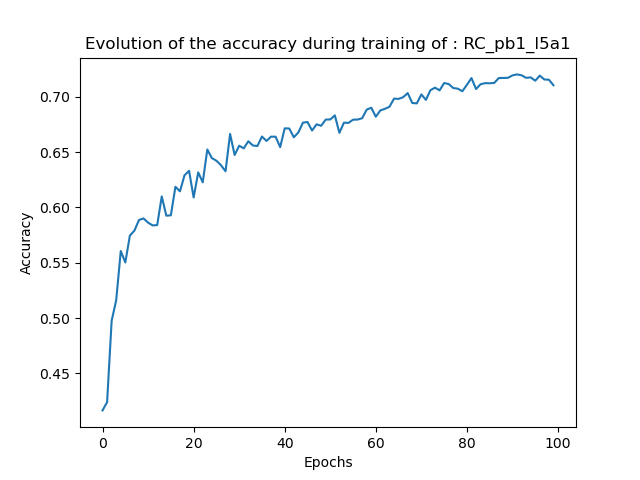 Evolution of the accuracy during training of : RC_pb1_l5a1
0.70
0.65
0.60
0.55
0.50
0.45
Accuracy
0 20 40 60 80 100
Epochs